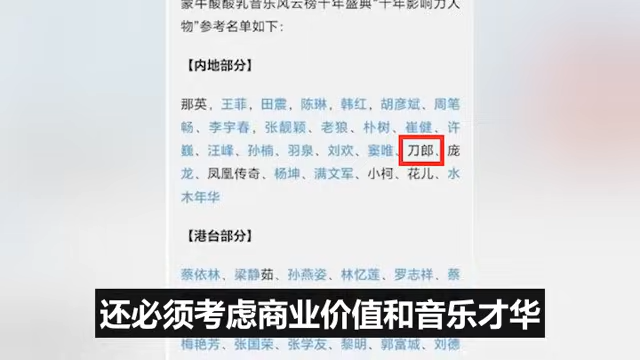 蒙牛酸酸乳音乐风云榜十年盛典“十年影响力人
物”参考名单如下：
【内地部分】
那英，王菲，田震，陈琳，韩红，胡彦斌、周笔
畅、李宇春，张靓颖、老狼、朴树、崔健、许
巍、汪峰、孙楠、羽泉、刘欢、窦唯、刀郎、庞
龙、凤凰传奇、杨坤、满文军、小柯、花儿、水
木年华
【港台部分】
蔡依林、梁静茹、孙燕姿、林忆莲、罗志祥、蔡
还必须考虑商业价值和音乐才华
梅艳芳、张国荣、张学友、黎明、郭富城、刘德